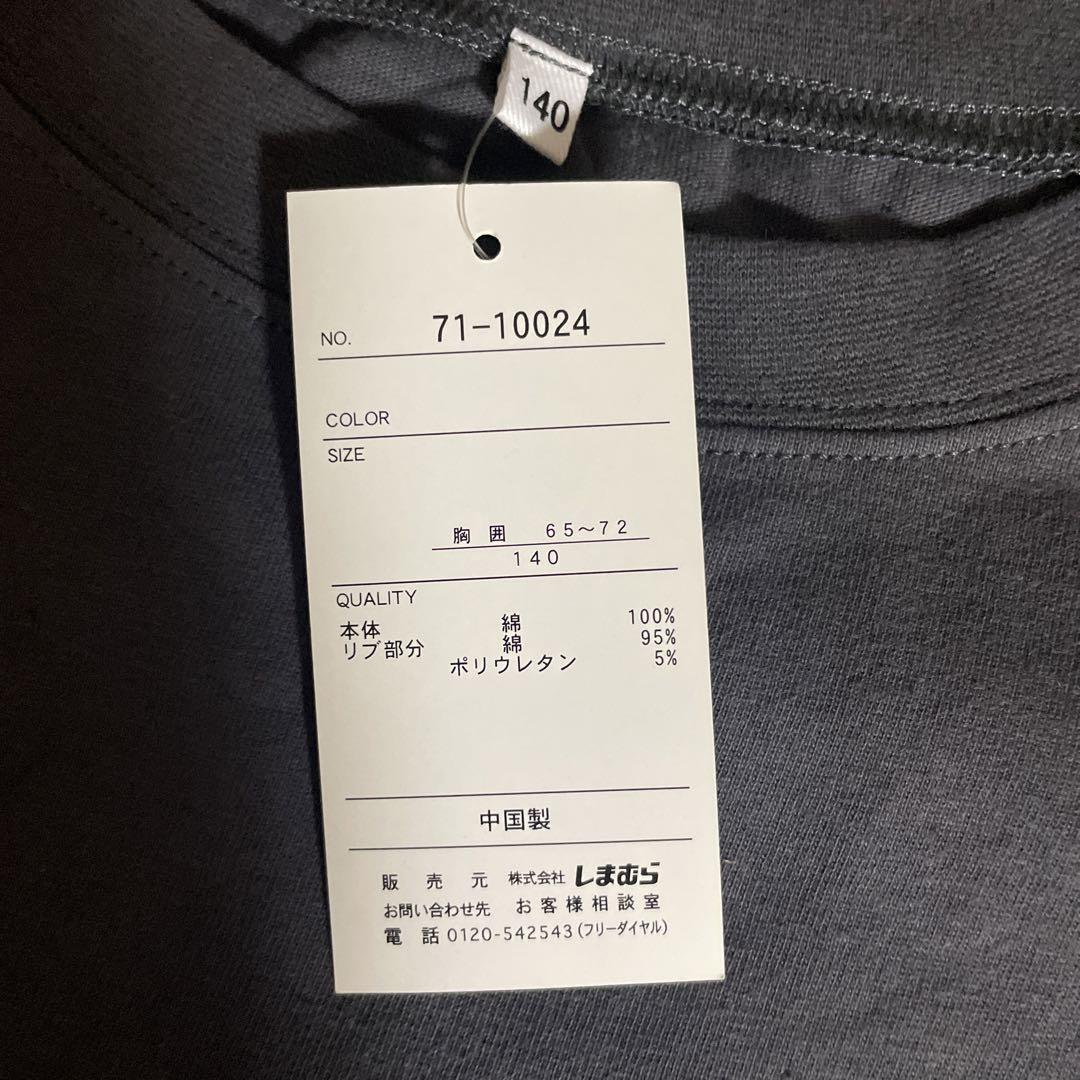 140
NO. 71-10024
COLOR
SIZE
胸囲 65〜72
140
QUALITY
本体 綿 100%
リブ部分 綿 95%
ポリウレタン 5%
中国製
販売元 株式会社 しまむら
お問い合わせ先 お客様相談室
電話 0120-542543(フリーダイヤル)